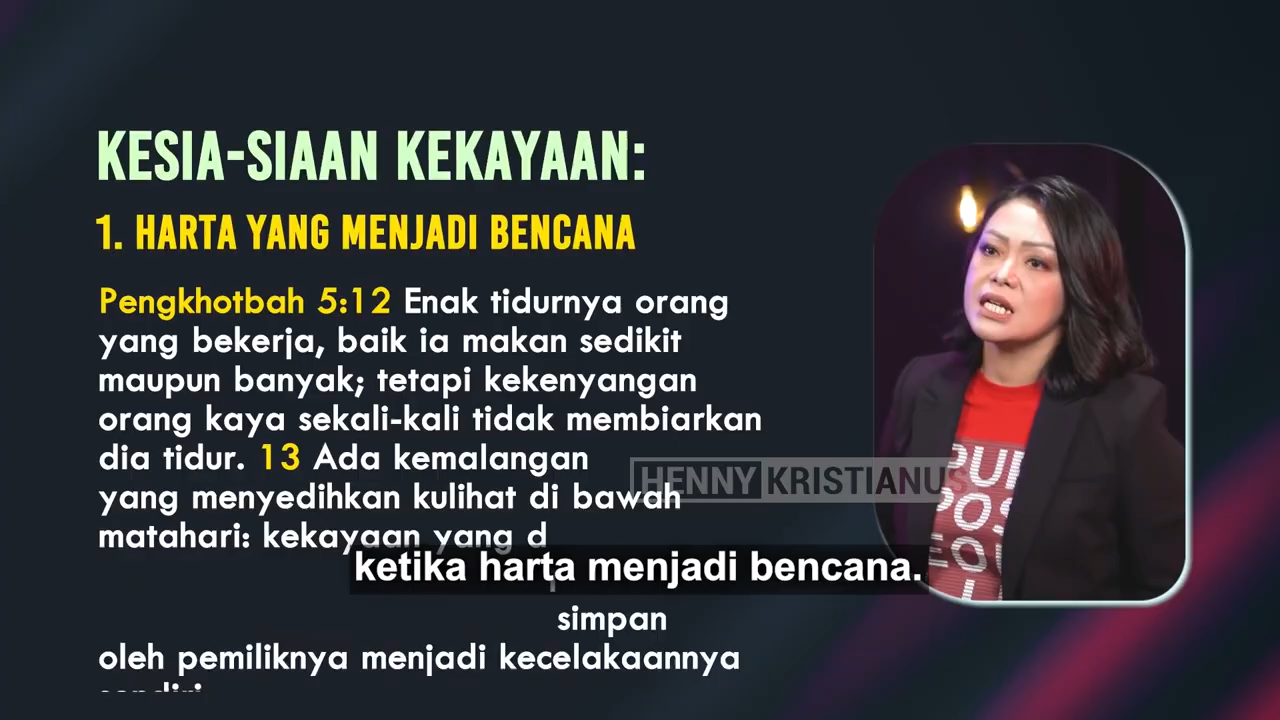 KESIA-SIAAN KEKAYAAN:
1. HARTA YANG MENJADI BENCANA
Pengkhotbah 5:12 Enak tidurnya orang
yang bekerja, baik ia makan sedikit
maupun banyak; tetapi kekenyangan
orang kaya sekali-kali tidak membiarkan
dia tidur. 13 Ada kemalangan
yang menyedihkan kulihat di bawah
matahari: kekayaan yang d
simpan
oleh pemiliknya menjadi kecelakaannya
HENNY KRISTIANUS
ketika harta menjadi bencana.
PUR
POS